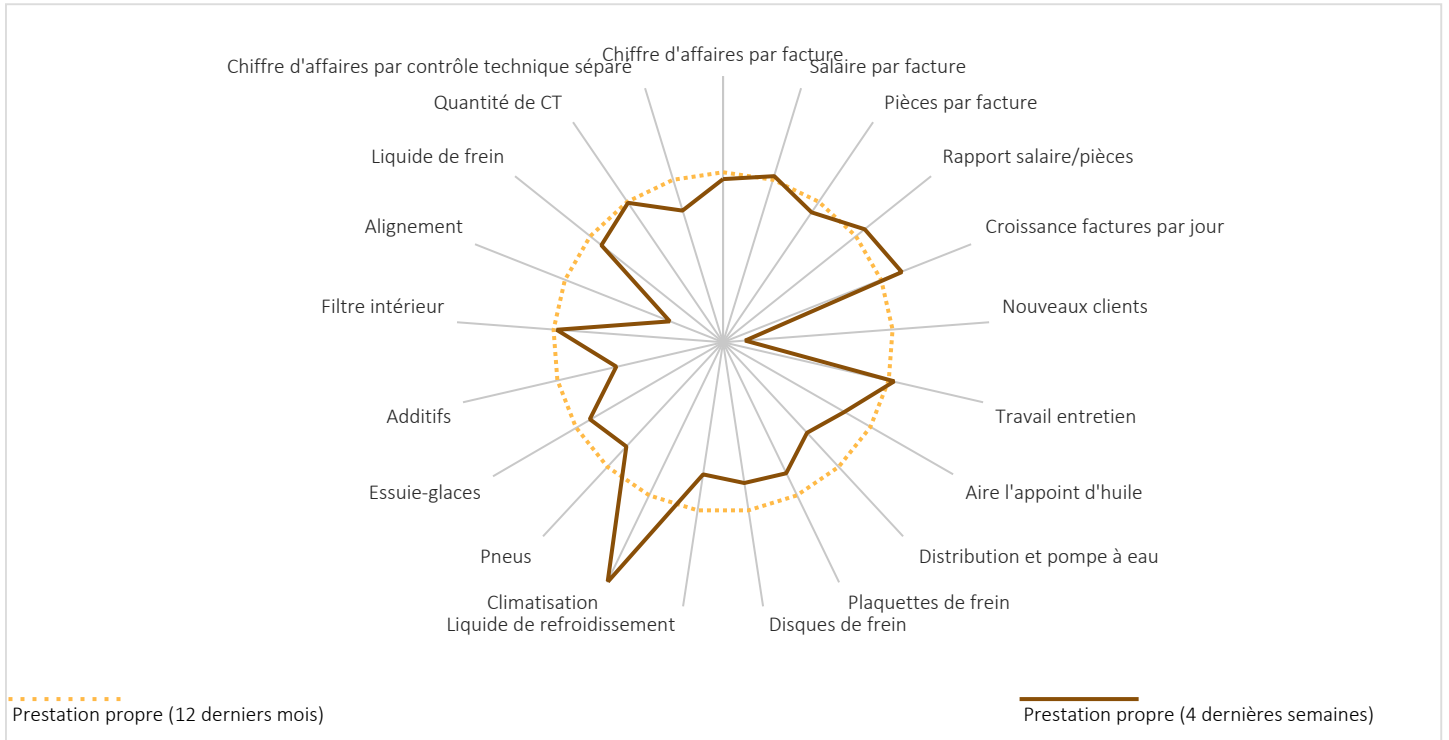 Chiffre d'affaires par facture
Chiffre d'affaires par contrôle technique séparé
Salaire par facture
Quantité de CT
Pièces par facture
Liquide de frein
Rapport salaire/pièces
Alignement
Croissance factures par jour
Filtre intérieur
Nouveaux clients
Additifs
Travail entretien
Essuie-glaces
Aire l'appoint d'huile
Pneus
Distribution et pompe à eau
Climatisation
Plaquettes de frein
Liquide de refroidissement
Disques de frein
Prestation propre (12 derniers mois)
Prestation propre (4 dernières semaines)